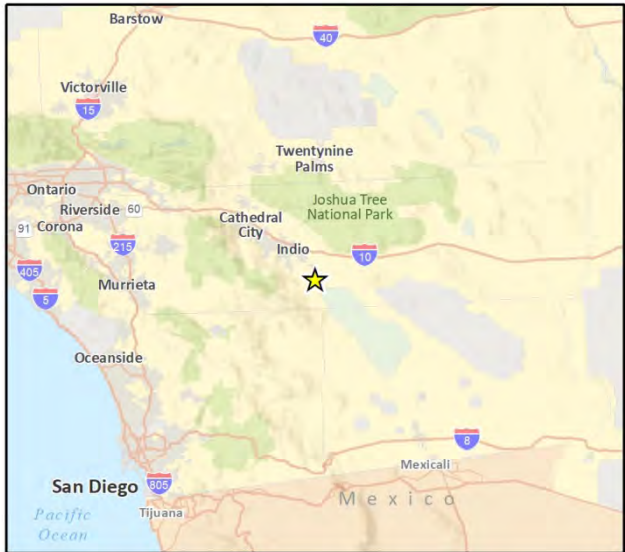 Barstow
40
Victorville
15
Twentynine
Palms
Ontario
Joshua Tree
National Park
Riverside
60
Cathedral
City
Corona
91
215
Indio
10
405
5
Murrieta
Oceanside
8
Mexicali
San Diego
805
Mexico
Tijuana
Pacific
Ocean